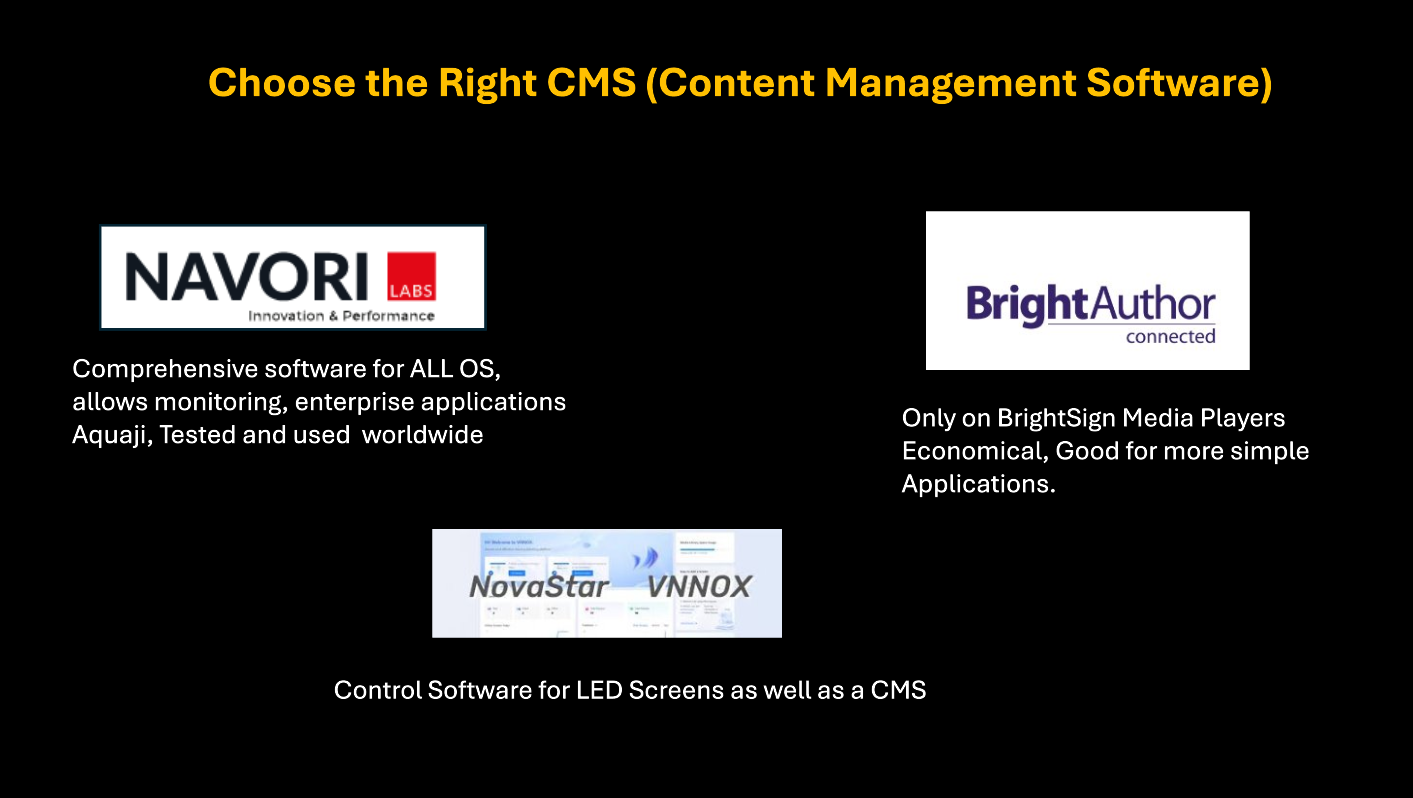 Choose the Right CMS (Content Management Software)
NAVORI LABS
Innovation & Performance
Comprehensive software for ALL OS,
allows monitoring, enterprise applications
Aquaji, Tested and used  worldwide
BrightAuthor
connected
Only on BrightSign Media Players
Economical, Good for more simple
Applications.
NovaStar VNNOX
Control Software for LED Screens as well as a CMS